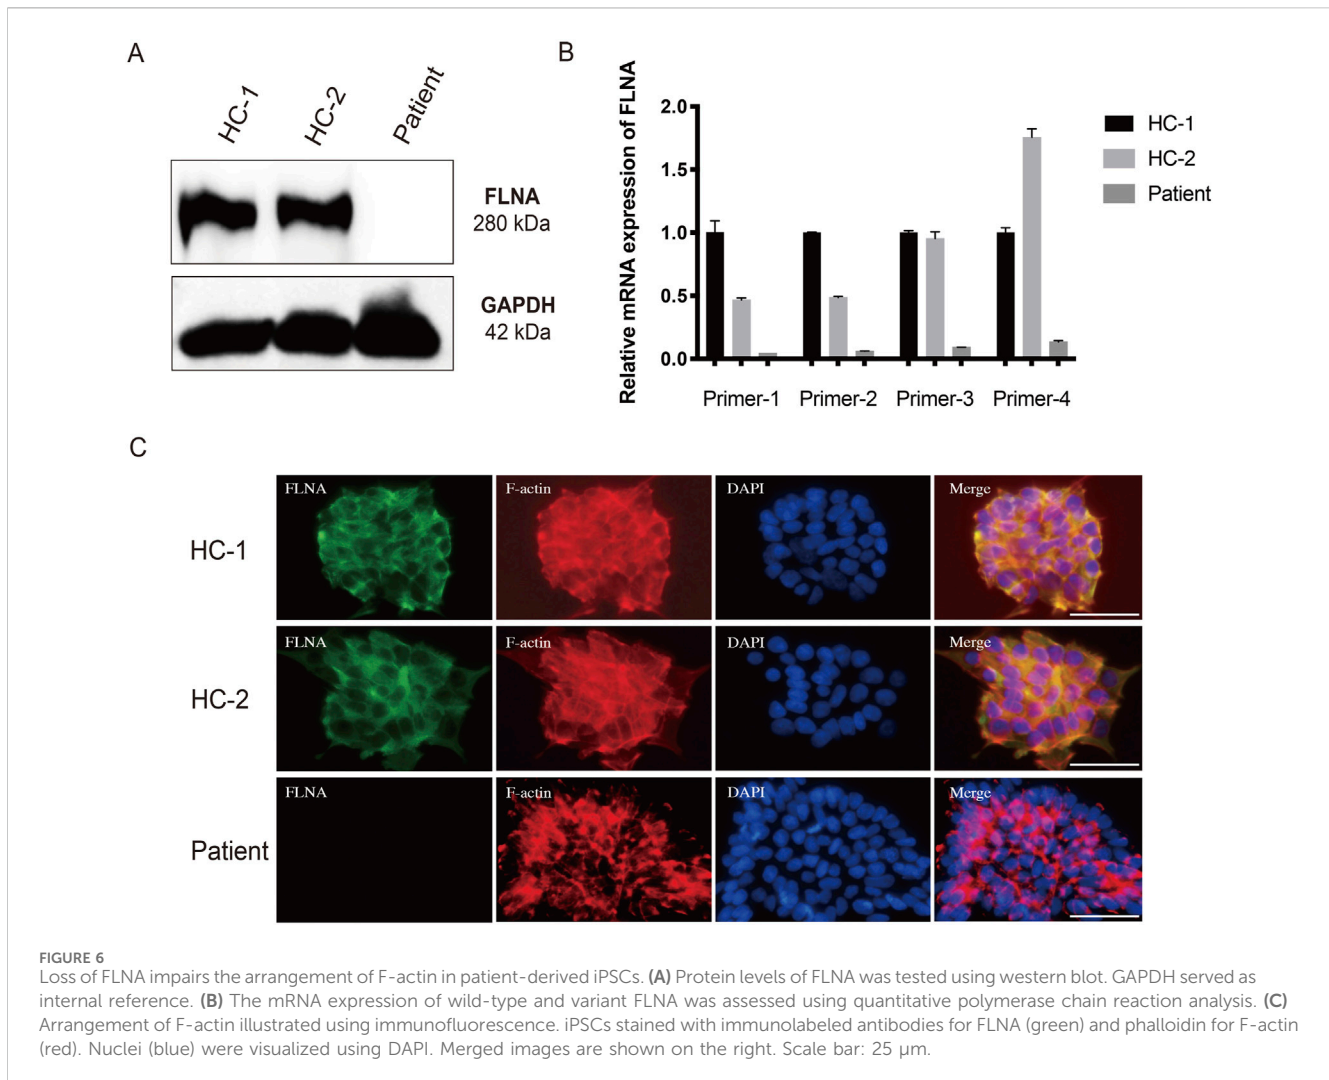 A
HC-1
HC-2
Patient
FLNA
280 kDa
GAPDH
42 kDa
B
Relative mRNA expression of FLNA
2.0
1.5
1.0
0.5
0.0
Primer-1
Primer-2
Primer-3
Primer-4
HC-1
HC-2
Patient
C
HC-1
FLNA
F-actin
DAPI
Merge
HC-2
FLNA
F-actin
DAPI
Merge
Patient
FLNA
F-actin
DAPI
Merge
FIGURE 6
Loss of FLNA impairs the arrangement of F-actin in patient-derived iPSCs. (A) Protein levels of FLNA was tested using western blot. GAPDH served as
internal reference. (B) The mRNA expression of wild-type and variant FLNA was assessed using quantitative polymerase chain reaction analysis. (C)
Arrangement of F-actin illustrated using immunofluorescence. iPSCs stained with immunolabeled antibodies for FLNA (green) and phalloidin for F-actin
(red). Nuclei (blue) were visualized using DAPI. Merged images are shown on the right. Scale bar: 25 μm.